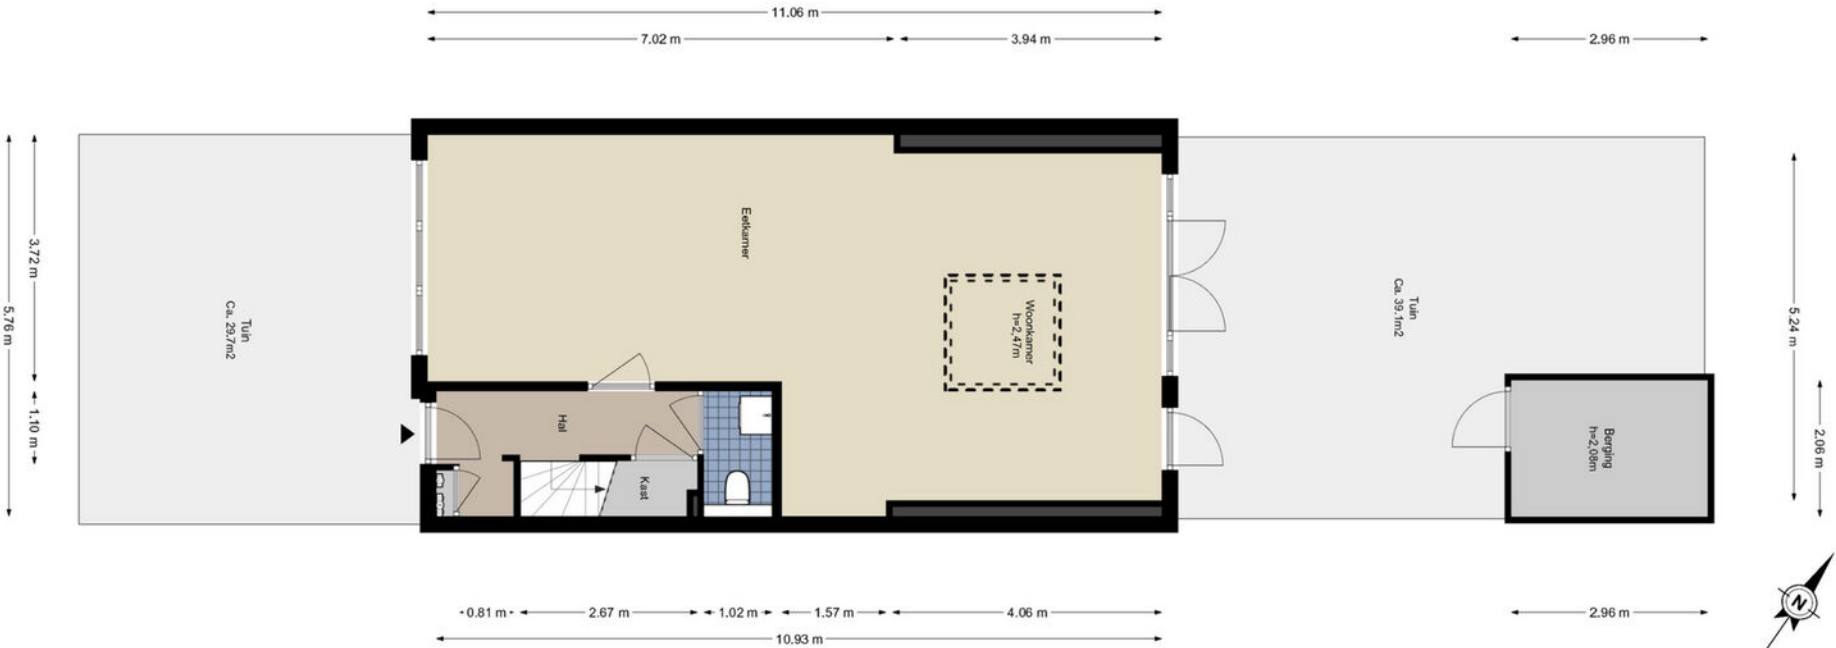 11.06 m
7.02 m
3.94 m
2.96 m
3.72 m
5.76 m
1.10 m
Tuin
Ca. 29.7m2
Eetkamer
Woonkamer
h=2,47m
Hal
Kast
Tuin
Ca. 39.1m2
Berging
h=2,08m
5.24 m
2.06 m
0.81 m
2.67 m
1.02 m
1.57 m
4.06 m
2.96 m
10.93 m
N